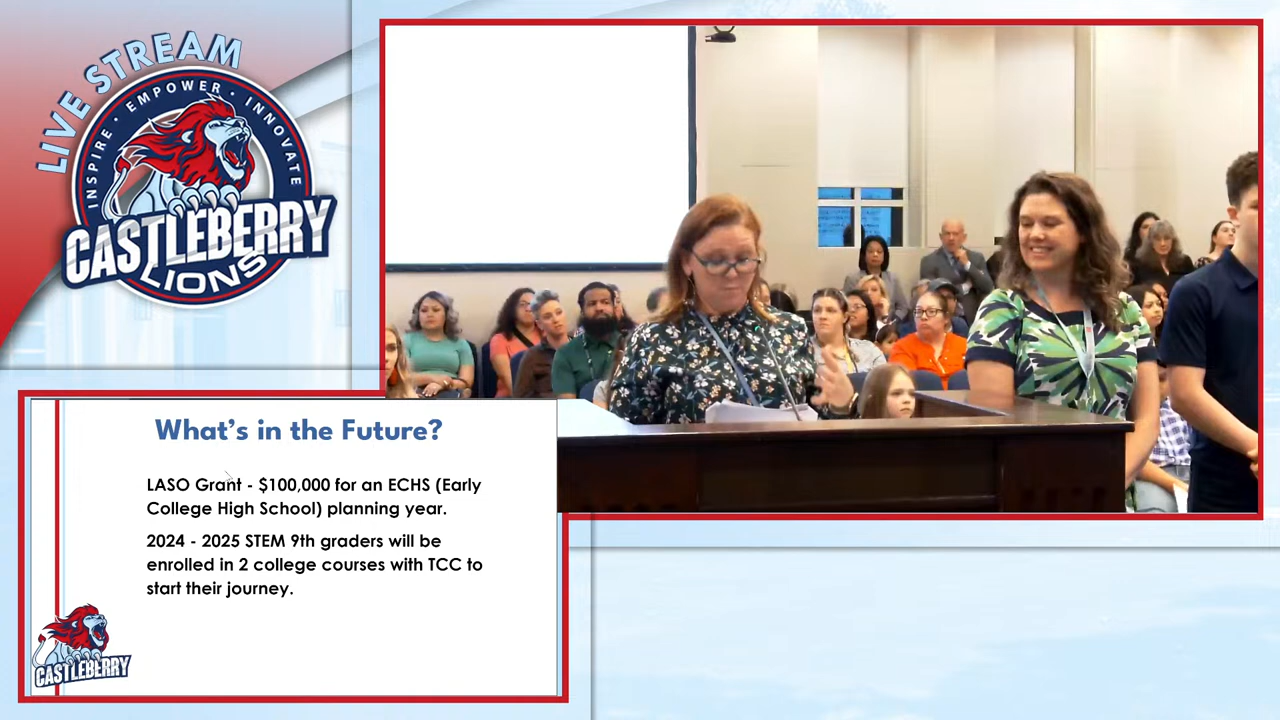 LIVE STREAM
INSPIRE · EMPOWER · INNOVATE
CASTLEBERRY
LIONS
What's in the Future?
LASO Grant - $100,000 for an ECHS (Early
College High School) planning year.
2024 - 2025 STEM 9th graders will be
enrolled in 2 college courses with TCC to
start their journey.
CASTLEBERRY